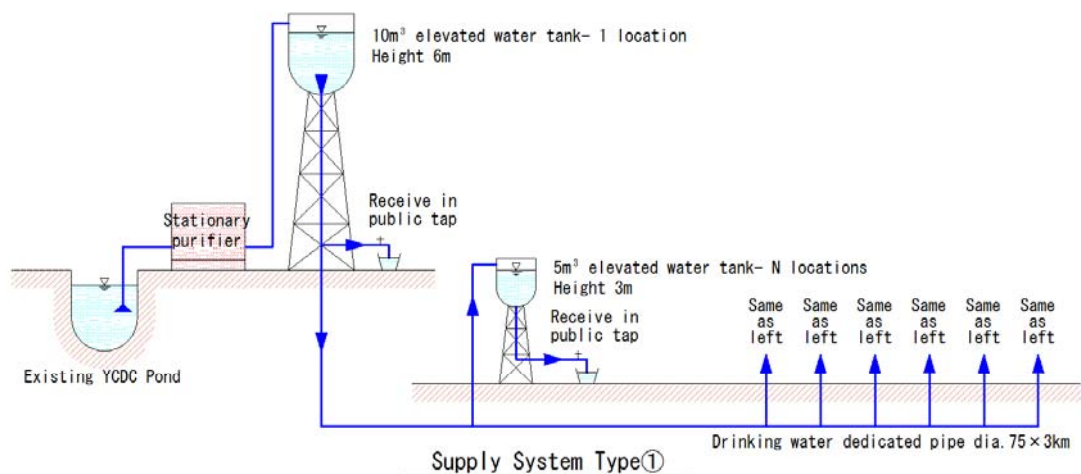 10m³ elevated water tank- 1 location
Height 6m
Receive in
public tap
Stationary
purifier
Existing YCDC Pond
5m³ elevated water tank- N locations
Height 3m
Receive in
public tap
Same
as
left
Same
as
left
Same
as
left
Same
as
left
Same
as
left
Same
as
left
Drinking water dedicated pipe dia.75×3km
Supply System Type①